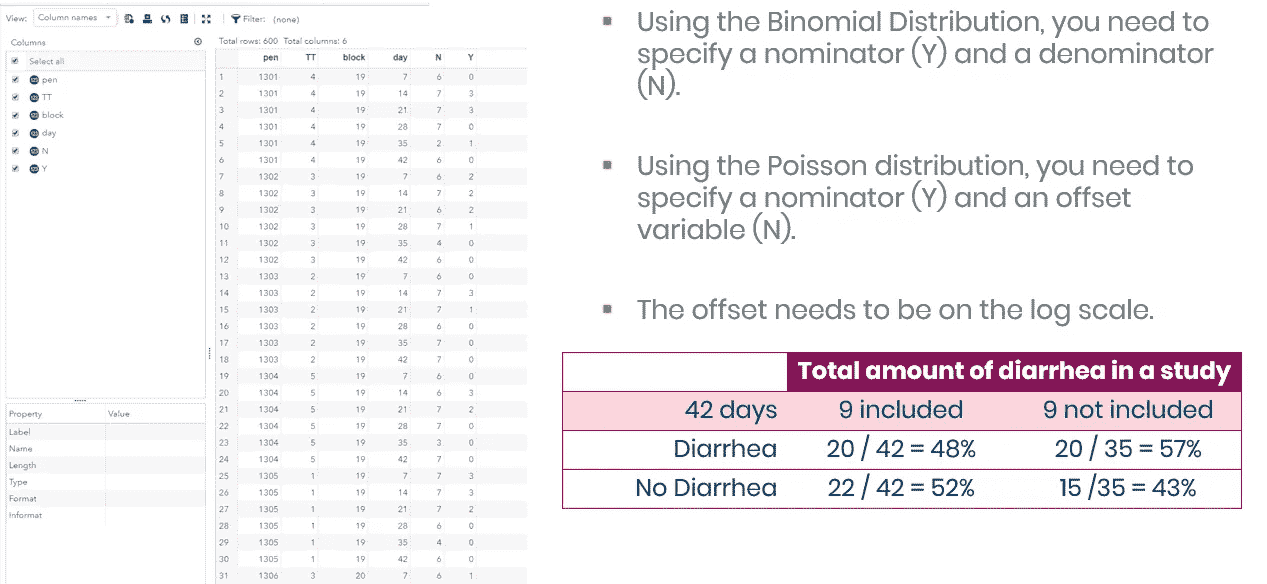 View: Column names Filter: (none)
Columns
Select all
pen
TT
block
day
N
Y
Property Value
Label
Name
Length
Type
Format
Informat
Total rows: 600 Total columns: 6
pen TT block day N Y
1 1301 4 19 7 6 0
2 1301 4 19 14 7 3
3 1301 4 19 21 7 3
4 1301 4 19 28 7 0
5 1301 4 19 35 2 1
6 1301 4 19 42 6 0
7 1302 3 19 7 6 2
8 1302 3 19 14 7 2
9 1302 3 19 21 6 2
10 1302 3 19 28 7 1
11 1302 3 19 35 4 0
12 1302 3 19 42 6 0
13 1303 2 19 7 6 0
14 1303 2 19 14 7 3
15 1303 2 19 21 7 1
16 1303 2 19 28 6 0
17 1303 2 19 35 7 0
18 1303 2 19 42 7 0
19 1304 5 19 7 6 0
20 1304 5 19 14 6 3
21 1304 5 19 21 7 2
22 1304 5 19 28 7 0
23 1304 5 19 35 3 0
24 1304 5 19 42 7 0
25 1305 1 19 7 7 3
26 1305 1 19 14 7 3
27 1305 1 19 21 7 2
28 1305 1 19 28 6 0
29 1305 1 19 35 4 0
30 1305 1 19 42 6 0
31 1306 3 20 7 6 1
Using the Binomial Distribution, you need to
specify a nominator (Y) and a denominator
(N).
Using the Poisson distribution, you need to
specify a nominator (Y) and an offset
variable (N).
The offset needs to be on the log scale.
Total amount of diarrhea in a study
42 days 9 included 9 not included
Diarrhea 20 / 42 = 48% 20 / 35 = 57%
No Diarrhea 22 / 42 = 52% 15 /35 = 43%